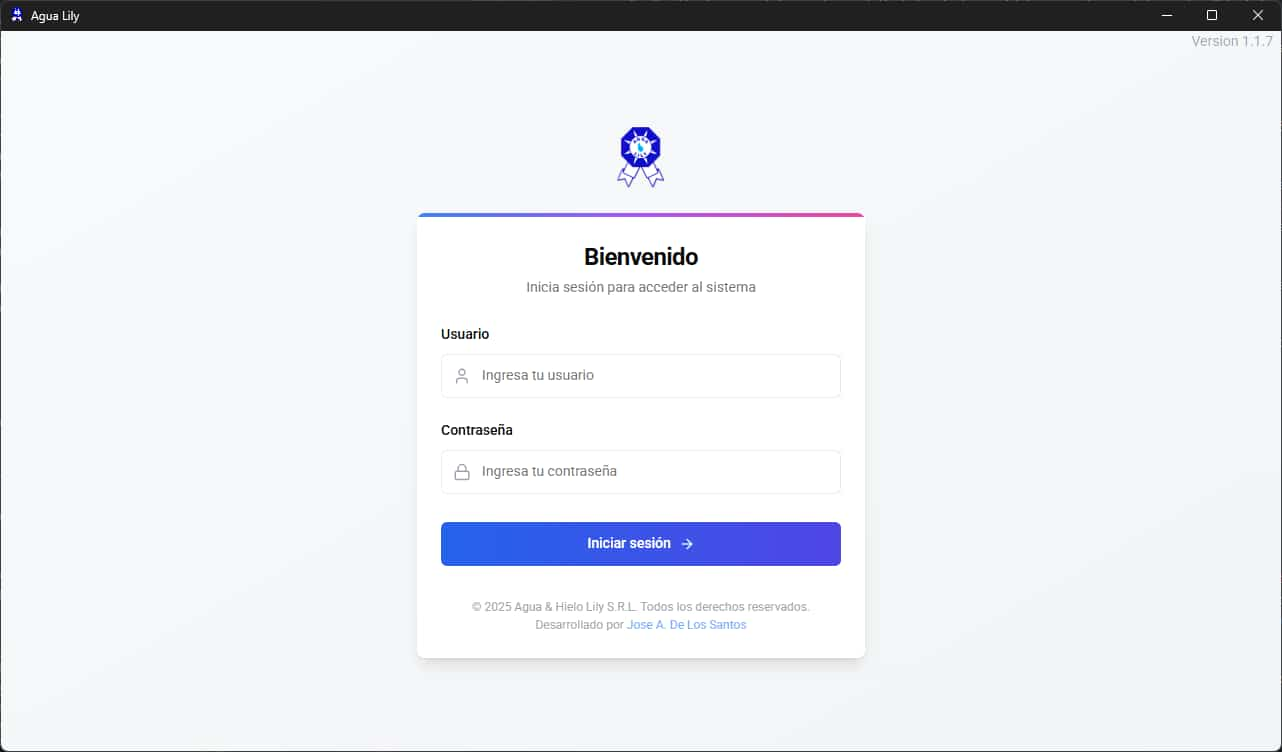 Agua Lily
Version 1.1.7
Bienvenido
Inicia sesión para acceder al sistema
Usuario
Ingresa tu usuario
Contraseña
Ingresa tu contraseña
Iniciar sesión →
© 2025 Agua & Hielo Lily S.R.L. Todos los derechos reservados.
Desarrollado por Jose A. De Los Santos